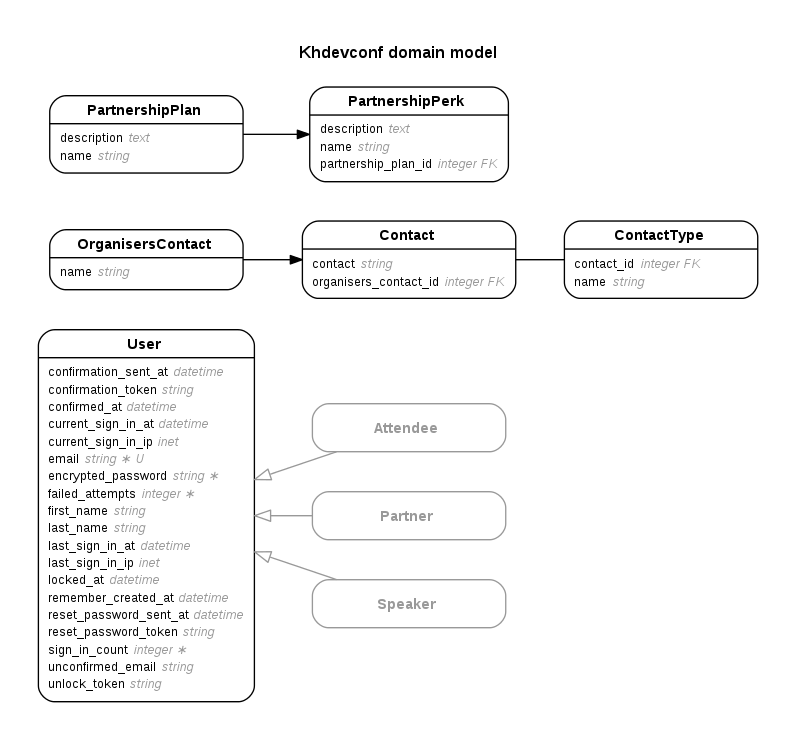 Khdevconf domain model
PartnershipPlan
description text
name string
PartnershipPerk
description text
name string
partnership_plan_id integer FK
OrganisersContact
name string
Contact
contact string
organisers_contact_id integer FK
ContactType
contact_id integer FK
name string
User
confirmation_sent_at datetime
confirmation_token string
confirmed_at datetime
current_sign_in_at datetime
current_sign_in_ip inet
email string ∗ U
encrypted_password string ∗
failed_attempts integer ∗
first_name string
last_name string
last_sign_in_at datetime
last_sign_in_ip inet
locked_at datetime
remember_created_at datetime
reset_password_sent_at datetime
reset_password_token string
sign_in_count integer ∗
unconfirmed_email string
unlock_token string
Attendee
Partner
Speaker